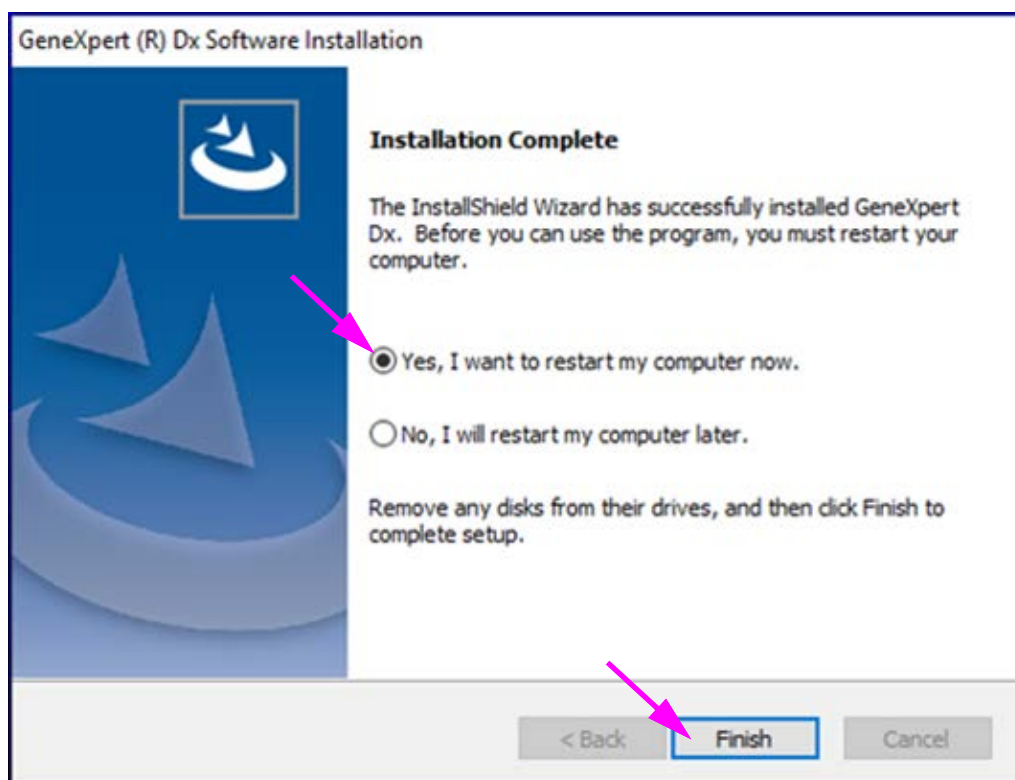 GeneXpert (R) Dx Software Installation
Installation Complete
The InstallShield Wizard has successfully installed GeneXpert
Dx.  Before you can use the program, you must restart your
computer.
Yes, I want to restart my computer now.
No, I will restart my computer later.
Remove any disks from their drives, and then click Finish to
complete setup.
< Back
Finish
Cancel